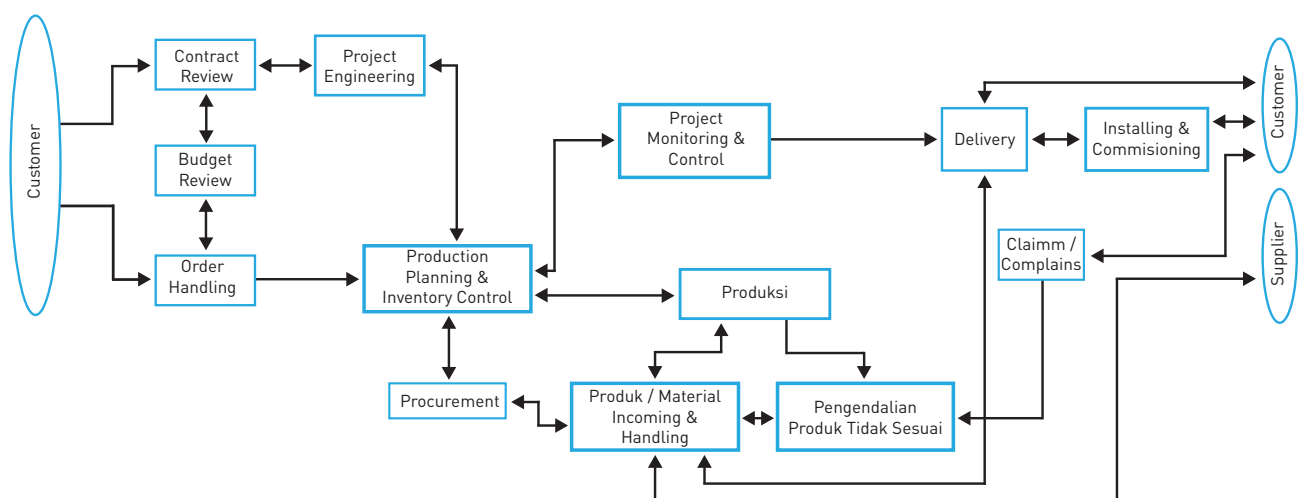 Customer
Contract
Review
Project
Engineering
Budget
Review
Order
Handling
Production
Planning &
Inventory Control
Project
Monitoring &
Control
Delivery
Installing &
Commisioning
Customer
Claimm /
Complains
Supplier
Produksi
Procurement
Produk / Material
Incoming &
Handling
Pengendalian
Produk Tidak Sesuai